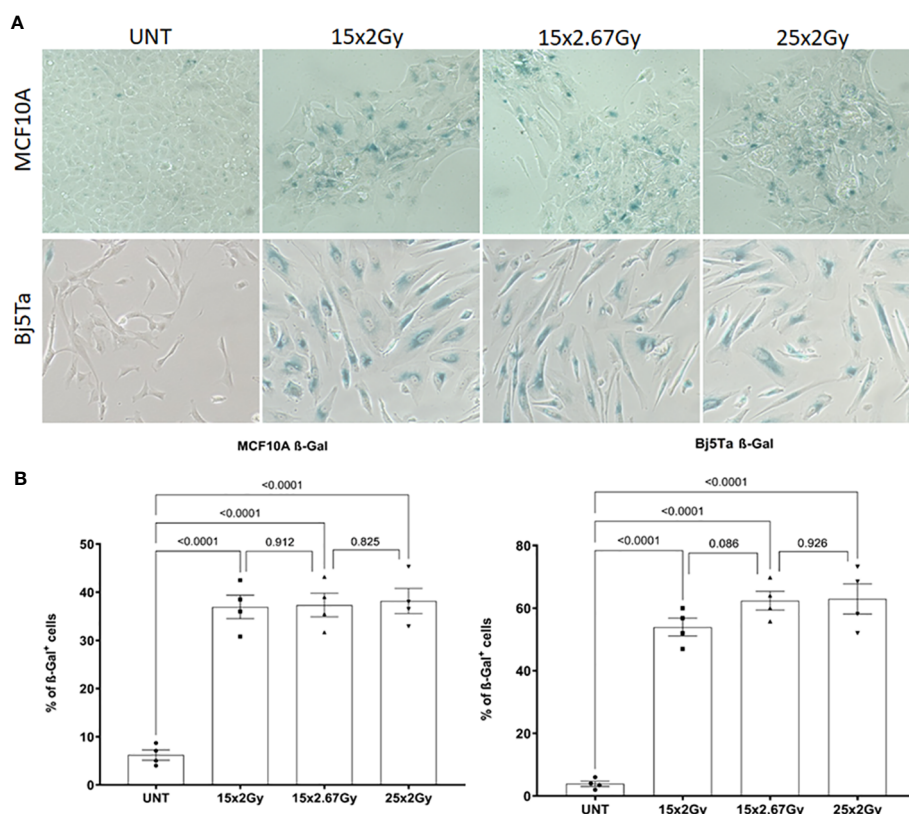 A
UNT 15x2Gy 15x2.67Gy 25x2Gy
MCF10A
Bj5Ta
B
MCF10A ß-Gal
% of ß-Gal+ cells
50
40
30
20
10
0
<0.0001
<0.0001
<0.0001 0.912 0.825
UNT 15x2Gy 15x2.67Gy 25x2Gy
Bj5Ta ß-Gal
% of ß-Gal+ cells
80
60
40
20
0
<0.0001
<0.0001
<0.0001 0.086 0.926
UNT 15x2Gy 15x2.67Gy 25x2Gy